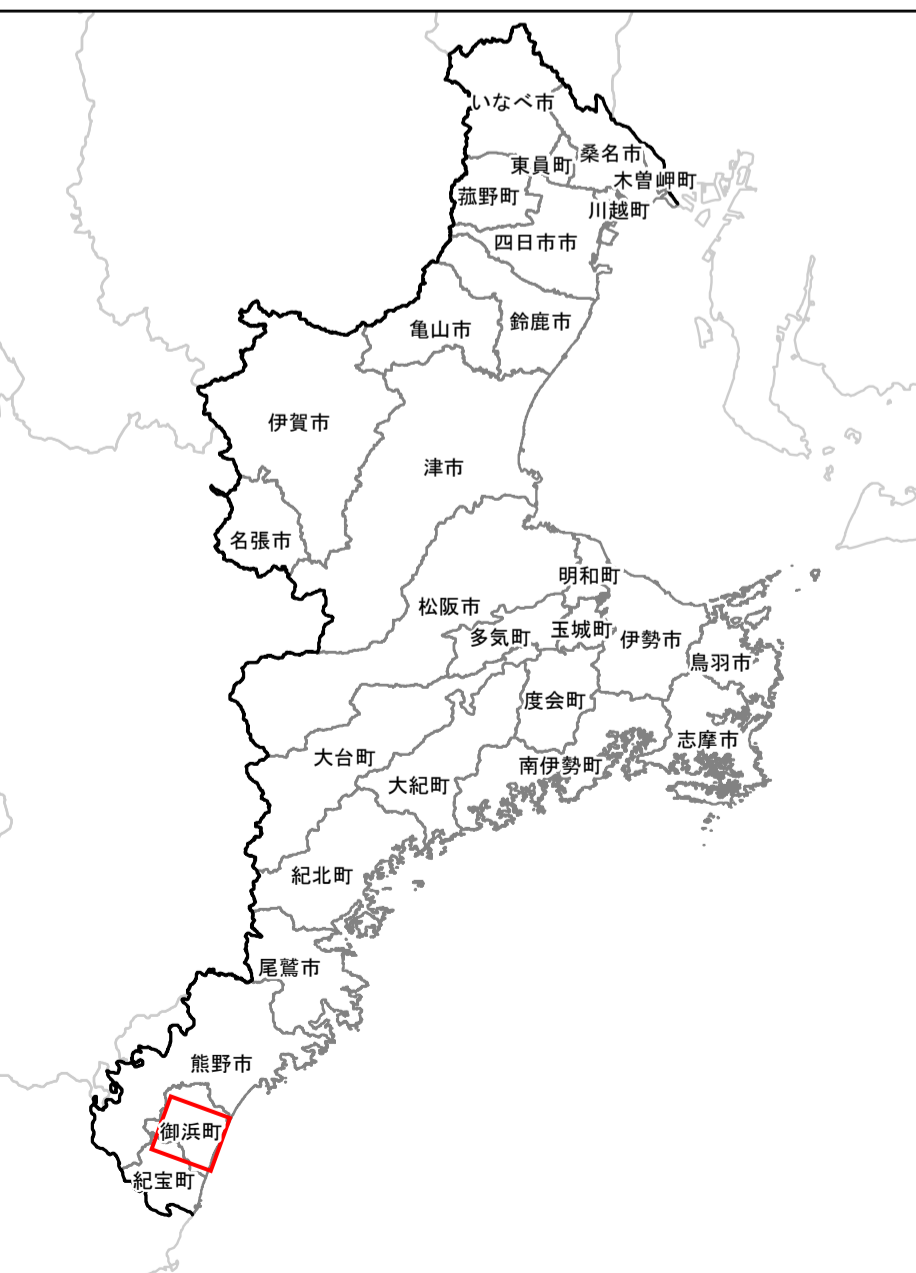 いなべ市
桑名市
東員町
木曽岬町
菰野町
川越町
四日市市
鈴鹿市
亀山市
伊賀市
津市
名張市
明和町
松阪市
玉城町
多気町
伊勢市
鳥羽市
度会町
志摩市
大台町
南伊勢町
大紀町
紀北町
尾鷲市
熊野市
御浜町
紀宝町